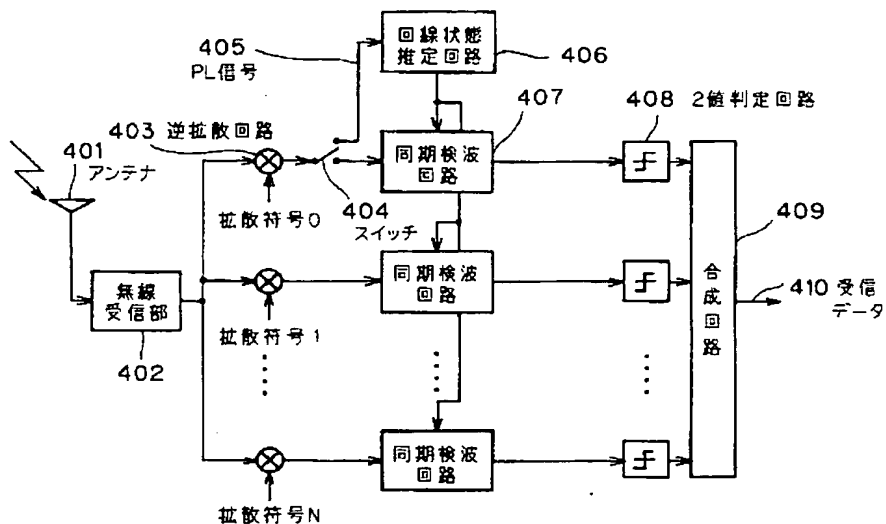 405
PL信号
回線状態
推定回路
406
407
408 2値判定回路
403 逆拡散回路
401
アンテナ
同期検波
回路
409
拡散符号0
404
スイッチ
無線
受信部
402
同期検波
回路
合成回路
410 受信
データ
拡散符号1
同期検波
回路
拡散符号N